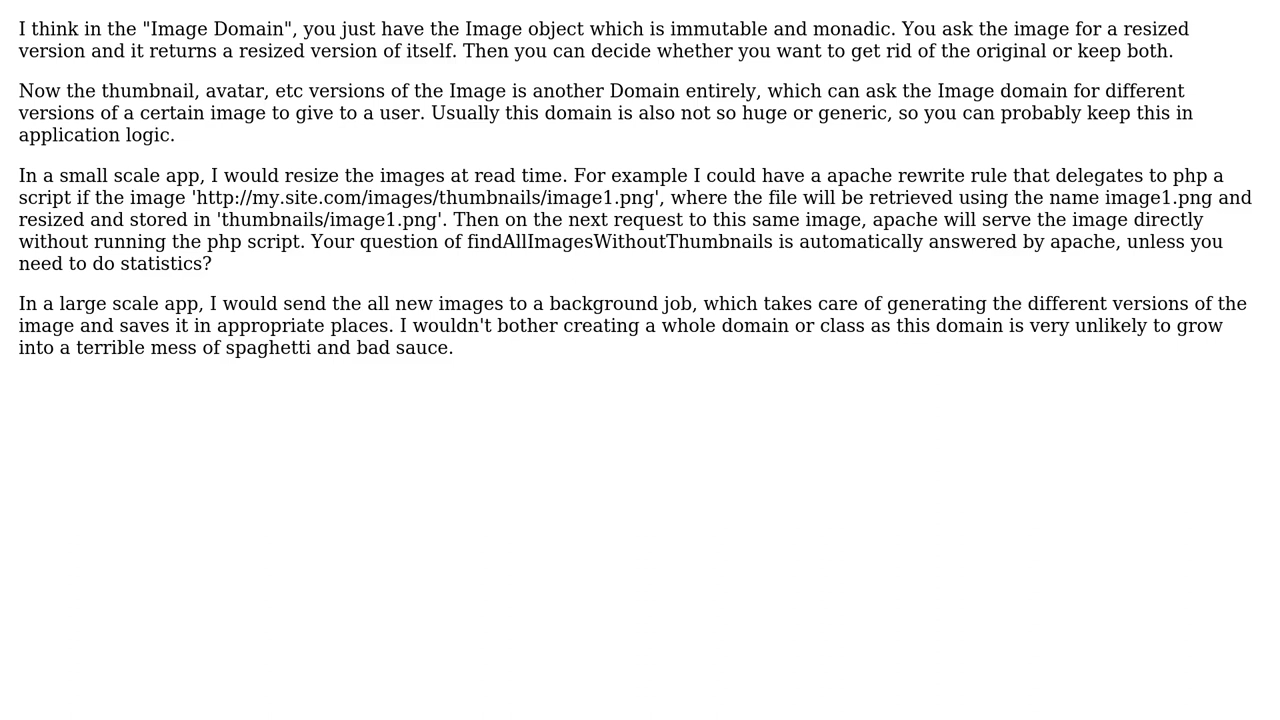 I think in the "Image Domain", you just have the Image object which is immutable and monadic. You ask the image for a resized
version and it returns a resized version of itself. Then you can decide whether you want to get rid of the original or keep both.
Now the thumbnail, avatar, etc versions of the Image is another Domain entirely, which can ask the Image domain for different
versions of a certain image to give to a user. Usually this domain is also not so huge or generic, so you can probably keep this in
application logic.
In a small scale app, I would resize the images at read time. For example I could have a apache rewrite rule that delegates to php a
script if the image 'http://my.site.com/images/thumbnails/image1.png', where the file will be retrieved using the name image1.png and
resized and stored in 'thumbnails/image1.png'. Then on the next request to this same image, apache will serve the image directly
without running the php script. Your question of findAllImagesWithoutThumbnails is automatically answered by apache, unless you
need to do statistics?
In a large scale app, I would send the all new images to a background job, which takes care of generating the different versions of the
image and saves it in appropriate places. I wouldn't bother creating a whole domain or class as this domain is very unlikely to grow
into a terrible mess of spaghetti and bad sauce.